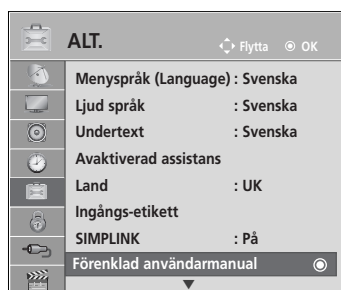 ALT.
Flytta OK
Menyspråk (Language) : Svenska
Ljud språk : Svenska
Undertext : Svenska
Avaktiverad assistans
Land : UK
Ingångs-etikett
SIMPLINK : På
Förenklad användarmanual